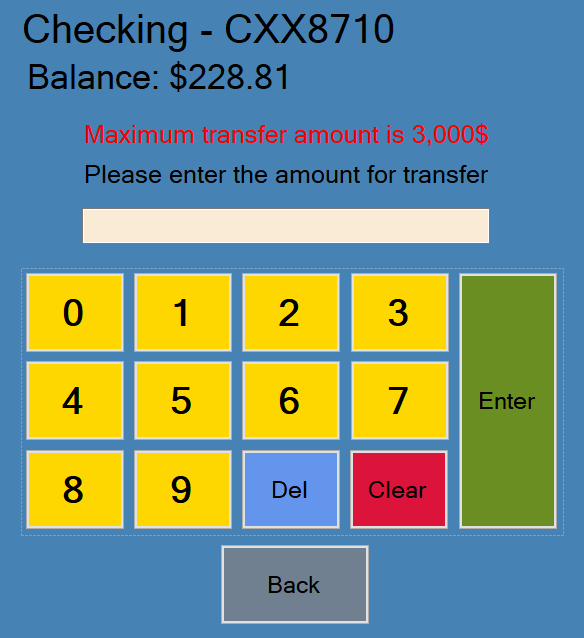 Checking - CXX8710
Balance: $228.81
Maximum transfer amount is 3,000$
Please enter the amount for transfer
0 1 2 3
4 5 6 7 Enter
8 9 Del Clear
Back